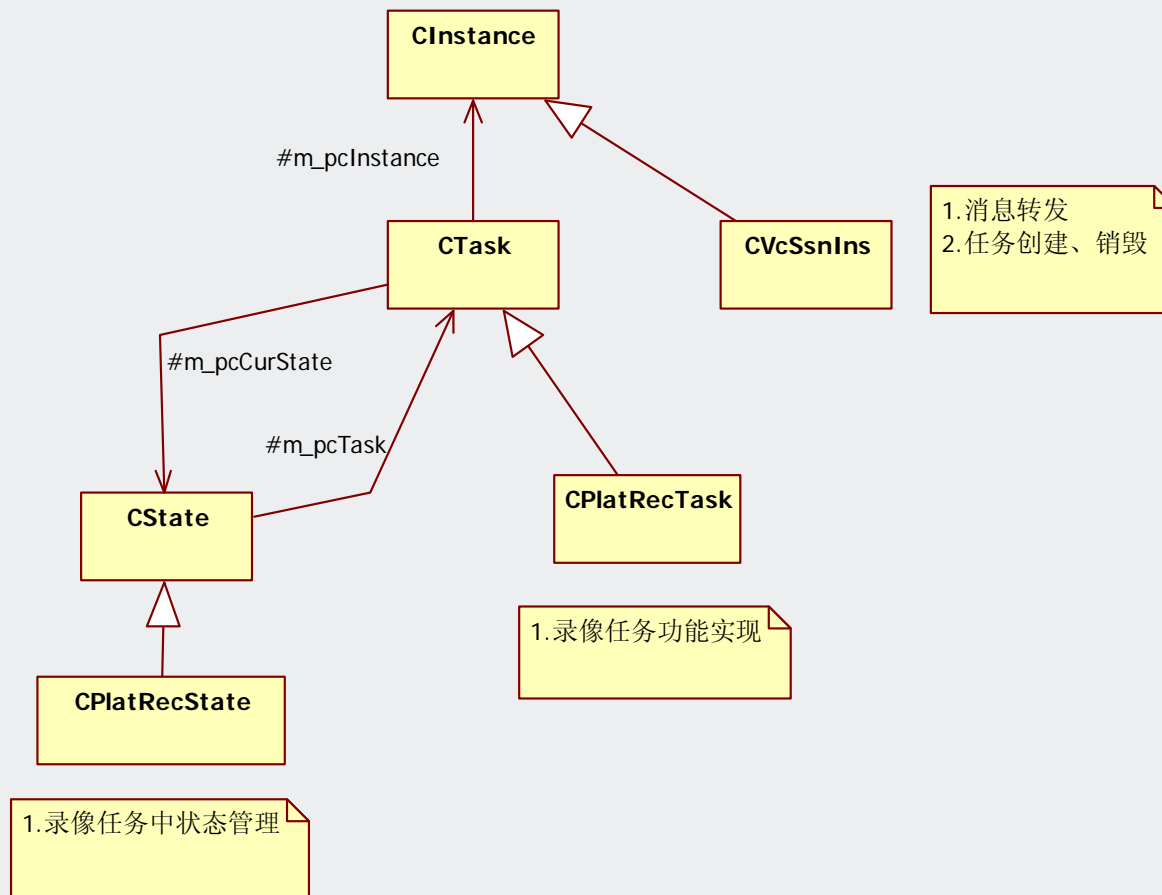 CInstance
#m_pcInstance
CTask
CVcSsnIns
1.消息转发
2.任务创建、销毁
#m_pcCurState
#m_pcTask
CState
CPlatRecTask
1.录像任务功能实现
CPlatRecState
1.录像任务中状态管理